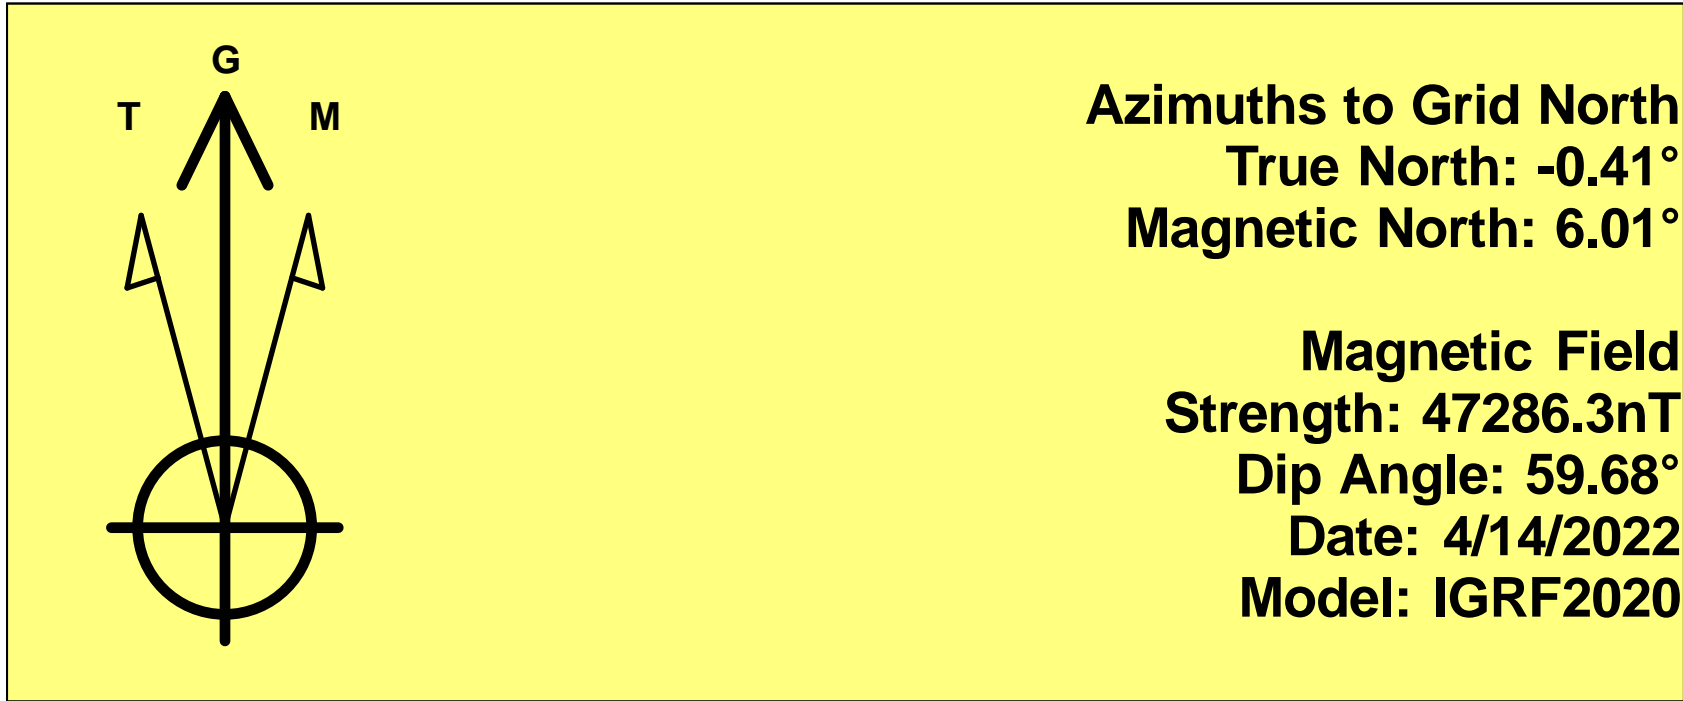 G
T M
Azimuths to Grid North
True North: -0.41°
Magnetic North: 6.01°
Magnetic Field
Strength: 47286.3nT
Dip Angle: 59.68°
Date: 4/14/2022
Model: IGRF2020